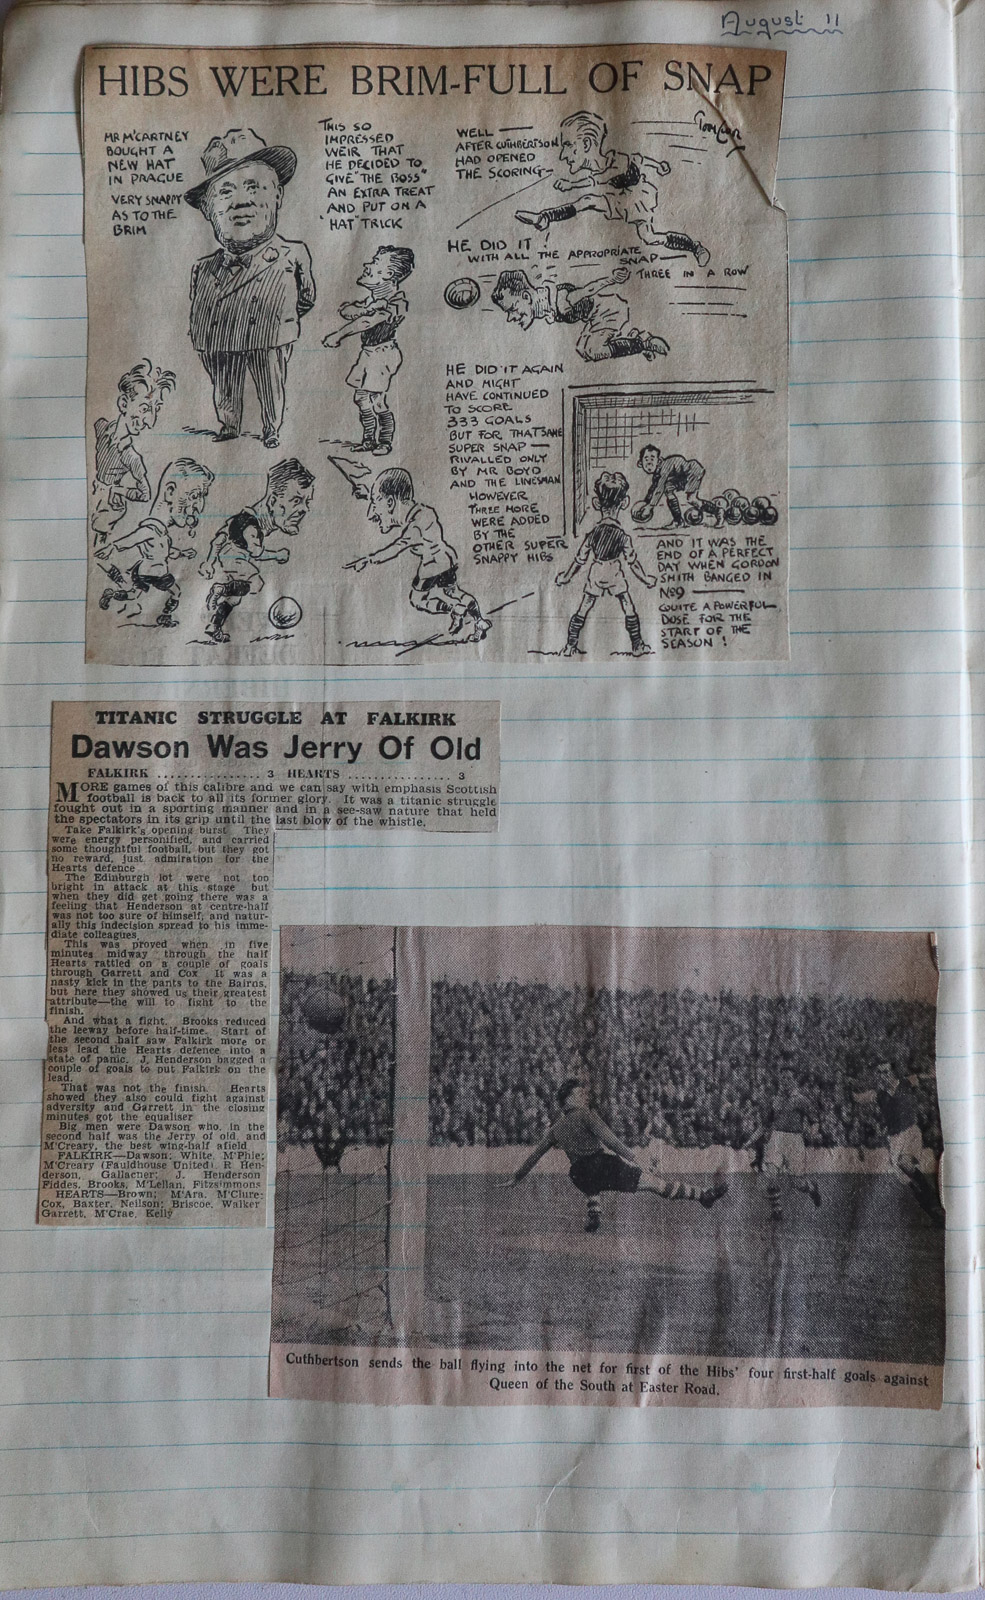 August 11
HIBS WERE BRIM-FULL OF SNAP
MR M'CARTNEY
BOUGHT A
NEW HAT
IN PRAGUE
VERY SNAPPY
AS TO THE
BRIM
THIS SO
IMPRESSED
WEIR THAT
HE DECIDED TO
GIVE "THE BOSS"
AN EXTRA TREAT
AND PUT ON A
"HAT" TRICK
WELL —
AFTER CUTHBERTSON
HAD OPENED
THE SCORING—
HE DID IT
WITH ALL THE APPROPRIATE
SNAP—
THREE IN A ROW
HE DID IT AGAIN
AND MIGHT
HAVE CONTINUED
TO SCORE
333 GOALS
BUT FOR THAT SAME
SUPER SNAP —
RIVALLED ONLY
BY MR BOYD
AND THE LINESMAN
HOWEVER
THREE MORE
WERE ADDED
BY THE
OTHER SUPER
SNAPPY HIBS
AND IT WAS THE
END OF A PERFECT
DAY WHEN GORDON
SMITH BANGED IN
No9 —
QUITE A POWERFUL
DOSE FOR THE
START OF THE
SEASON !
TITANIC STRUGGLE AT FALKIRK
Dawson Was Jerry Of Old
FALKIRK ............... 3 HEARTS ............... 3
MORE games of this calibre and we can say with emphasis Scottish
football is back to all its former glory. It was a titanic struggle
fought out in a sporting manner and in a see-saw nature that held
the spectators in its grip until the last blow of the whistle.
Take Falkirk's opening burst They
were energy personified, and carried
some thoughtful football, but they got
no reward, just admiration for the
Hearts defence
The Edinburgh lot were not too
bright in attack at this stage but
when they did get going there was a
feeling that Henderson at centre-half
was not too sure of himself, and natur-
ally this indecision spread to his imme-
diate colleagues
This was proved when in five
minutes midway through the half
Hearts rattled on a couple of goals
through Garrett and Cox It was a
nasty kick in the pants to the Bairns,
but here they showed us their greatest
attribute—the will to fight to the
finish.
And what a fight. Brooks reduced
the leeway before half-time. Start of
the second half saw Falkirk more or
less lead the Hearts defence into a
state of panic. J. Henderson bagged a
couple of goals to put Falkirk on the
lead.
That was not the finish Hearts
showed they also could fight against
adversity and Garrett in the closing
minutes got the equaliser
Big men were Dawson who, in the
second half was the Jerry of old, and
M'Creary, the best wing-half afield
FALKIRK—Dawson; White, M'Phie;
M'Creary (Fauldhouse United), R Hen-
derson, Gallacher; J. Henderson
Fiddes, Brooks, M'Lellan, Fitzsimmons
HEARTS—Brown; M'Ara, M'Clure;
Cox, Baxter, Neilson; Briscoe, Walker
Garrett, M'Crae, Kelly
Cuthbertson sends the ball flying into the net for first of the Hibs' four first-half goals against
Queen of the South at Easter Road.